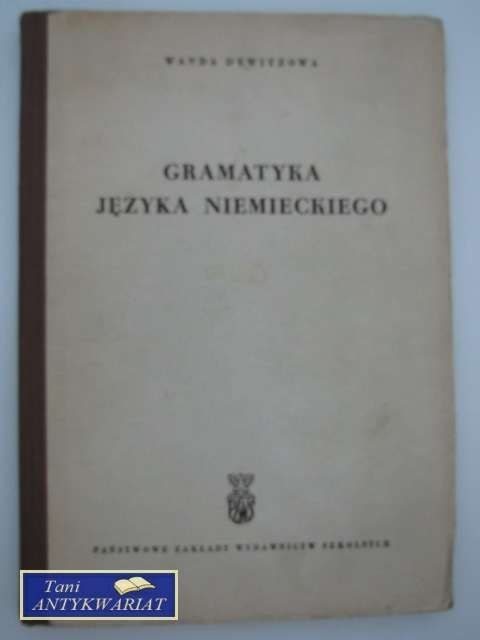 WANDA DEWITZOWA
GRAMATYKA
JĘZYKA NIEMIECKIEGO
PAŃSTWOWE ZAKŁADY WYDAWNICTW SZKOLNYCH
Tani
ANTYKWARIAT